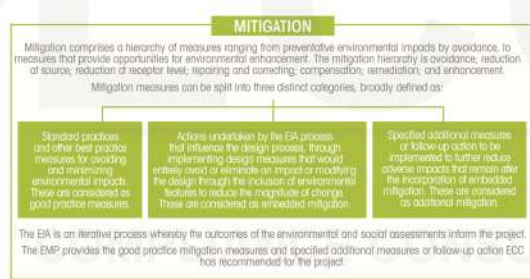 MITIGATION
Mitigation comprises a hierarchy of measures ranging from preventative environmental impacts by avoidance, to
measures that provide opportunities for environmental enhancement. The mitigation hierarchy is avoidance; reduction
at source; reduction at receptor level; repairing and correcting; compensation; remediation; and enhancement.
Mitigation measures can be split into three distinct categories, broadly defined as:
Standard practices
and other best practice
measures for avoiding
and minimizing
environmental impacts.
These are considered as
good practice measures.
Actions undertaken by the EIA process
that influence the design process, through
implementing design measures that would
entirely avoid or eliminate an impact or modifying
the design through the inclusion of environmental
features to reduce the magnitude of change.
These are considered as embedded mitigation.
Specified additional measures
or follow-up action to be
implemented to further reduce
adverse impacts that remain after
the incorporation of embedded
mitigation. These are considered
as additional mitigation.
The EIA is an iterative process whereby the outcomes of the environmental and social assessments inform the project.
The EMP provides the good practice mitigation measures and specified additional measures or follow-up action ECC
has recommended for the project.